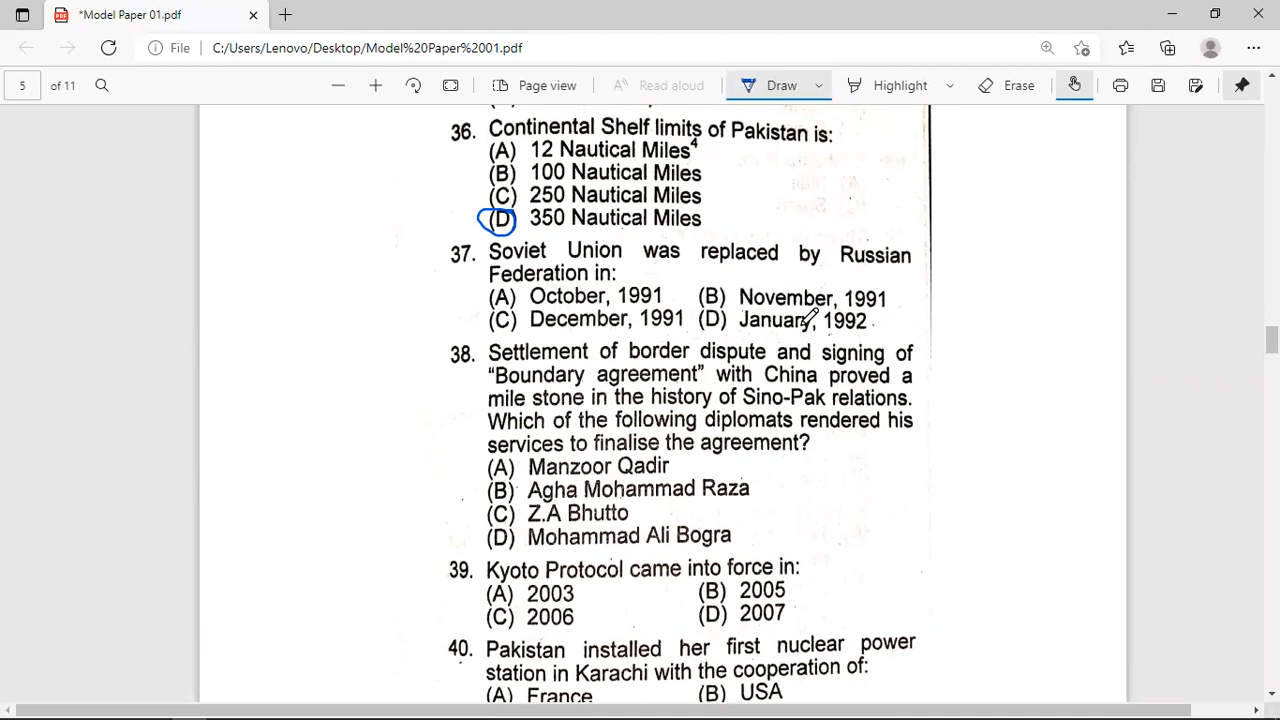 *Model Paper 01.pdf
File C:/Users/Lenovo/Desktop/Model%20Paper%2001.pdf
5 of 11 Page view Read aloud Draw Highlight Erase
36. Continental Shelf limits of Pakistan is:
(A) 12 Nautical Miles⁴
(B) 100 Nautical Miles
(C) 250 Nautical Miles
(D) 350 Nautical Miles
37. Soviet Union was replaced by Russian
Federation in:
(A) October, 1991 (B) November, 1991
(C) December, 1991 (D) January, 1992
38. Settlement of border dispute and signing of
"Boundary agreement" with China proved a
mile stone in the history of Sino-Pak relations.
Which of the following diplomats rendered his
services to finalise the agreement?
(A) Manzoor Qadir
(B) Agha Mohammad Raza
(C) Z.A Bhutto
(D) Mohammad Ali Bogra
39. Kyoto Protocol came into force in:
(A) 2003 (B) 2005
(C) 2006 (D) 2007
40. Pakistan installed her first nuclear power
station in Karachi with the cooperation of:
(A) France (B) USA